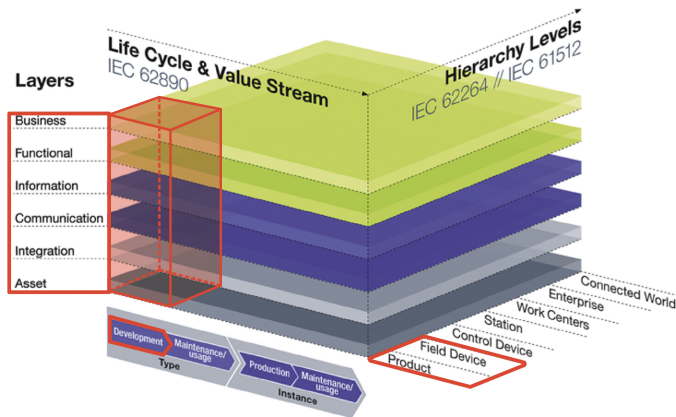 Life Cycle & Value Stream
IEC 62890
Hierarchy Levels
IEC 62264 // IEC 61512
Layers
Business
Functional
Information
Communication
Integration
Asset
Development
Maintenance/
usage
Production
Maintenance/
usage
Type
Instance
Connected World
Enterprise
Work Centers
Station
Control Device
Field Device
Product